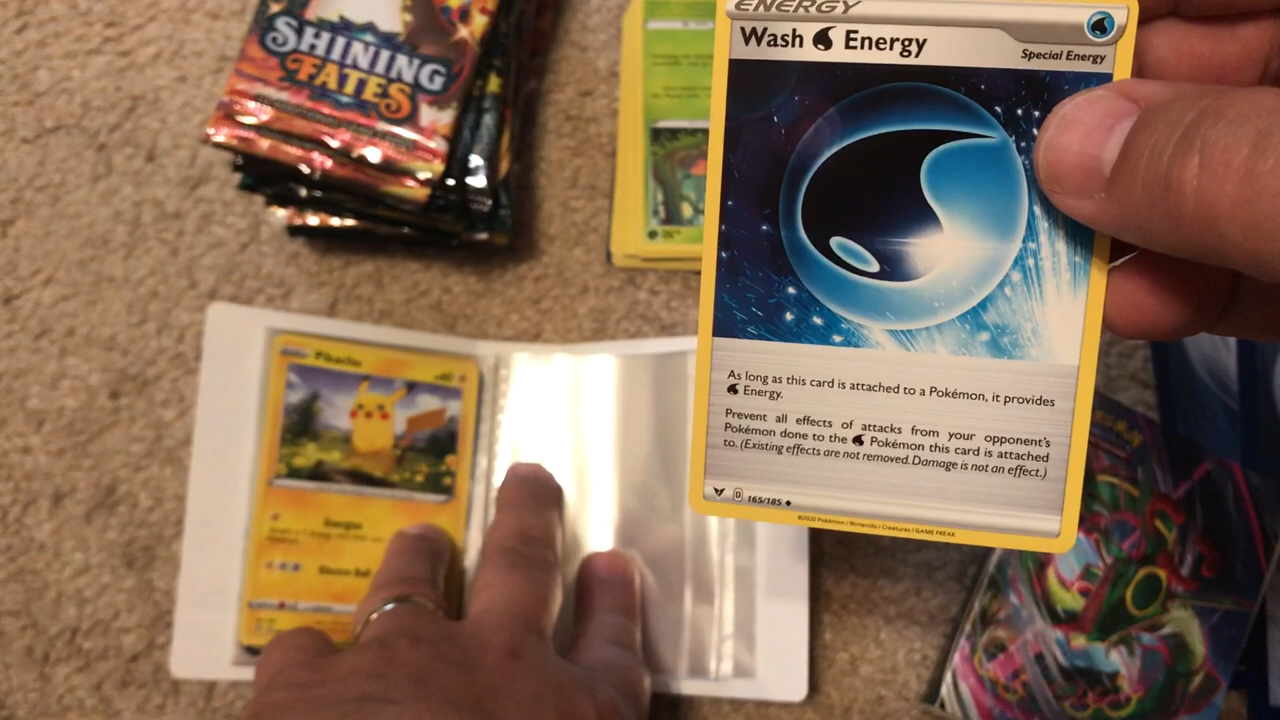 SHINING
FATES
ENERGY
Wash Energy
Special Energy
As long as this card is attached to a Pokémon, it provides
Energy.
Prevent all effects of attacks from your opponent's
Pokémon done to the Pokémon this card is attached
to. (Existing effects are not removed. Damage is not an effect.)
D 165/185
©2020 Pokémon / Nintendo / Creatures / GAME FREAK
Pikachu